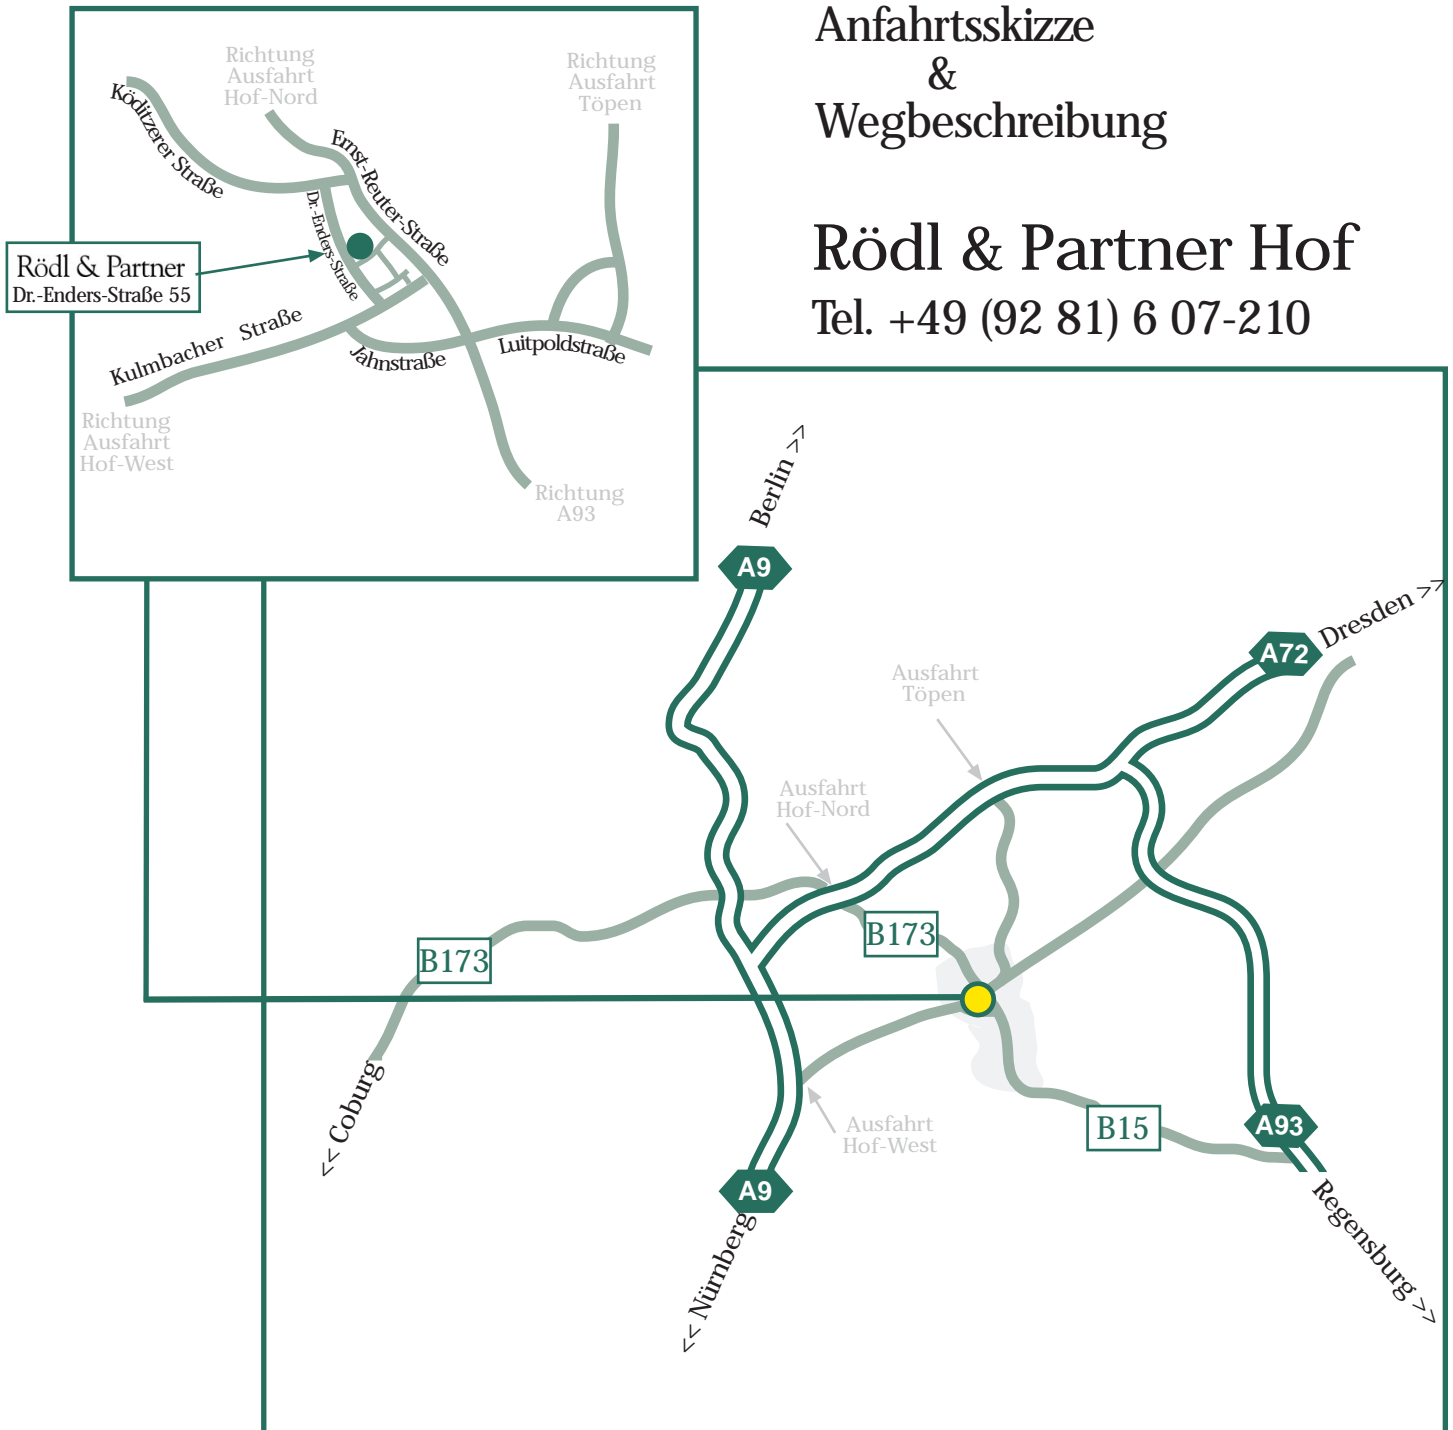 Anfahrtsskizze
&
Wegbeschreibung
Rödl & Partner Hof
Tel. +49 (92 81) 6 07-210
Richtung
Ausfahrt
Hof-Nord
Richtung
Ausfahrt
Töpen
Köditzerer Straße
Ernst-Reuter-Straße
Dr.-Enders-Straße
Rödl & Partner
Dr.-Enders-Straße 55
Kulmbacher Straße
Jahnstraße
Luitpoldstraße
Richtung
Ausfahrt
Hof-West
Richtung
A93
Berlin >>
A9
Dresden >>
A72
Ausfahrt
Töpen
Ausfahrt
Hof-Nord
B173
B173
<< Coburg
Ausfahrt
Hof-West
B15
A93
A9
<< Nürnberg
Regensburg >>